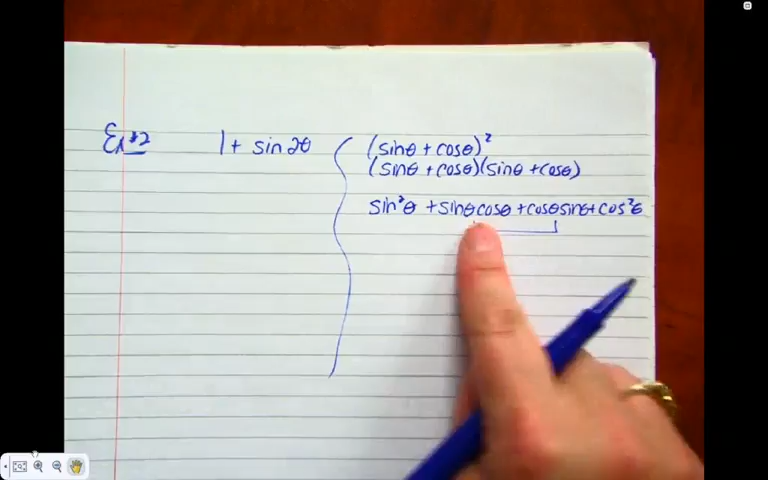 Ex #2 1 + sin 2θ (sinθ + cosθ)²
(sinθ + cosθ)(sinθ + cosθ)
sin²θ + sinθcosθ + cosθsinθ + cos²θ